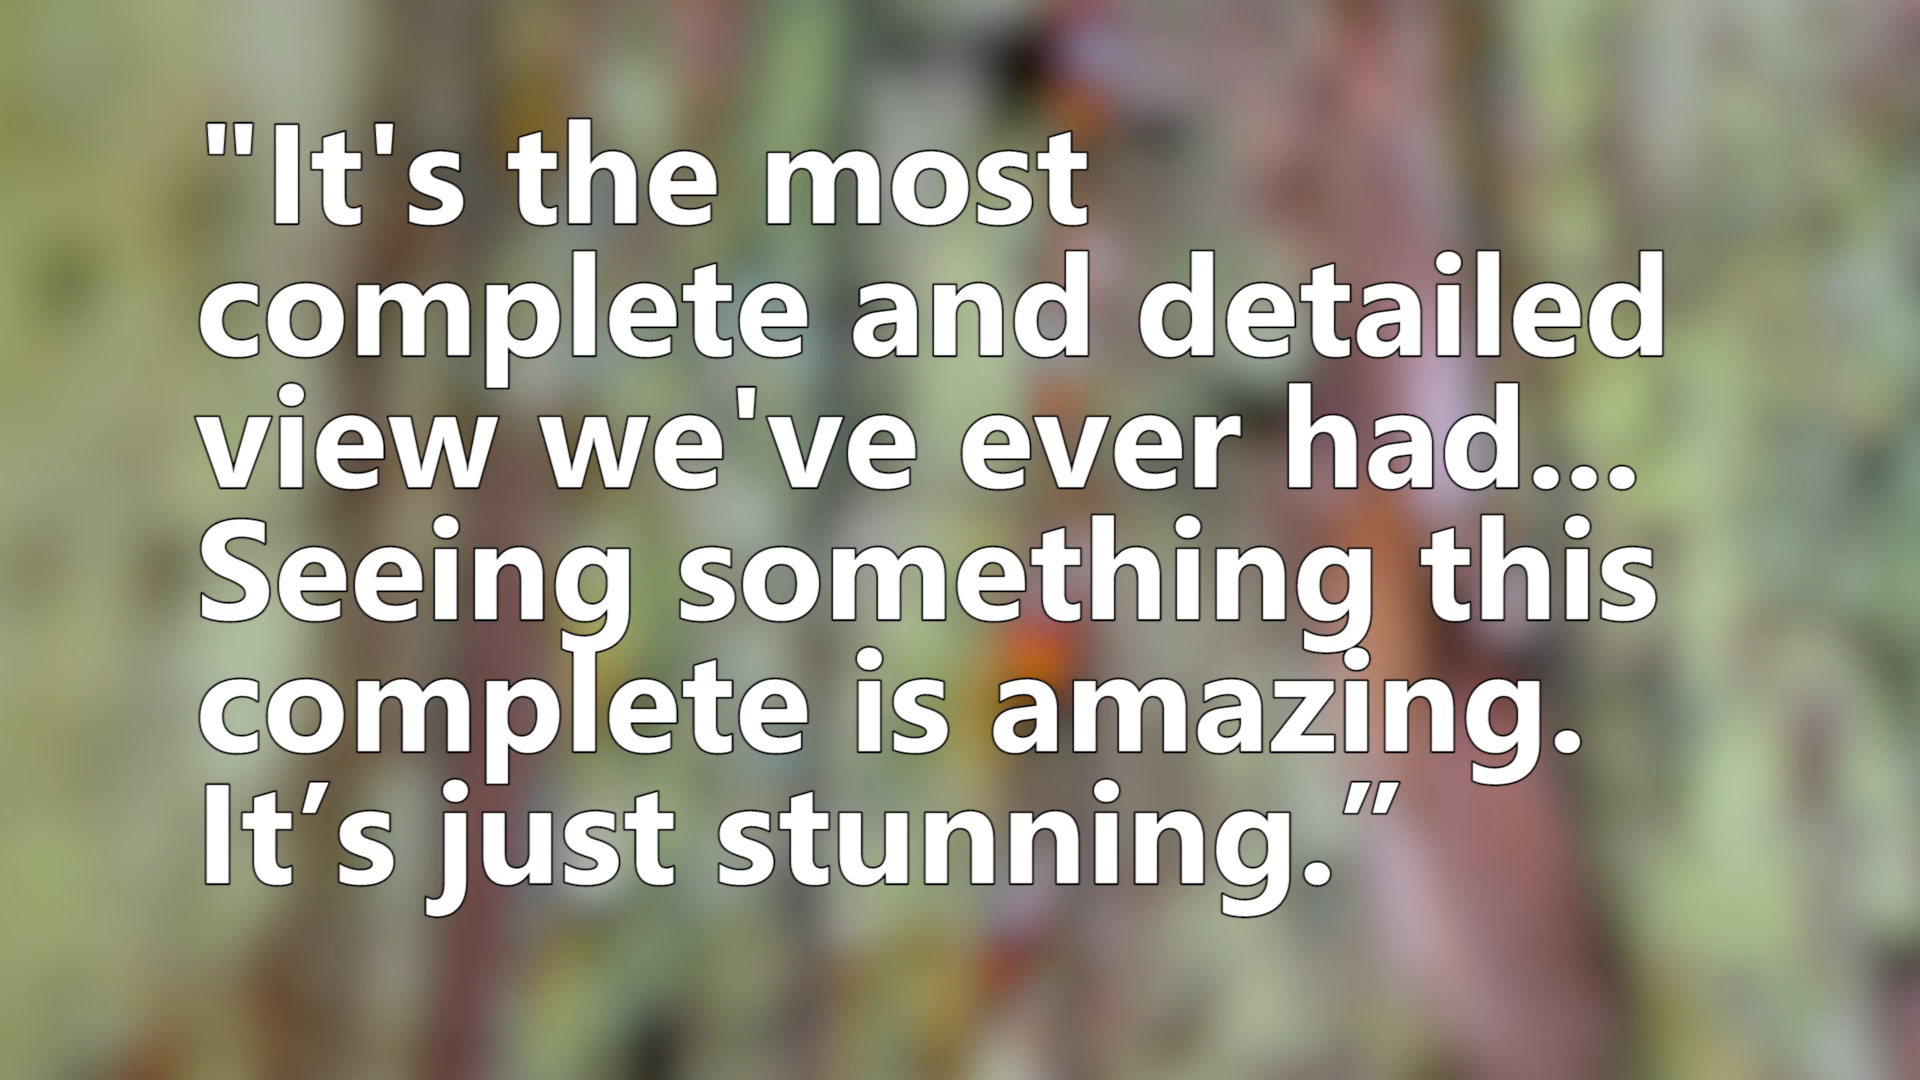 "It's the most
complete and detailed
view we've ever had...
Seeing something this
complete is amazing.
It’s just stunning.”